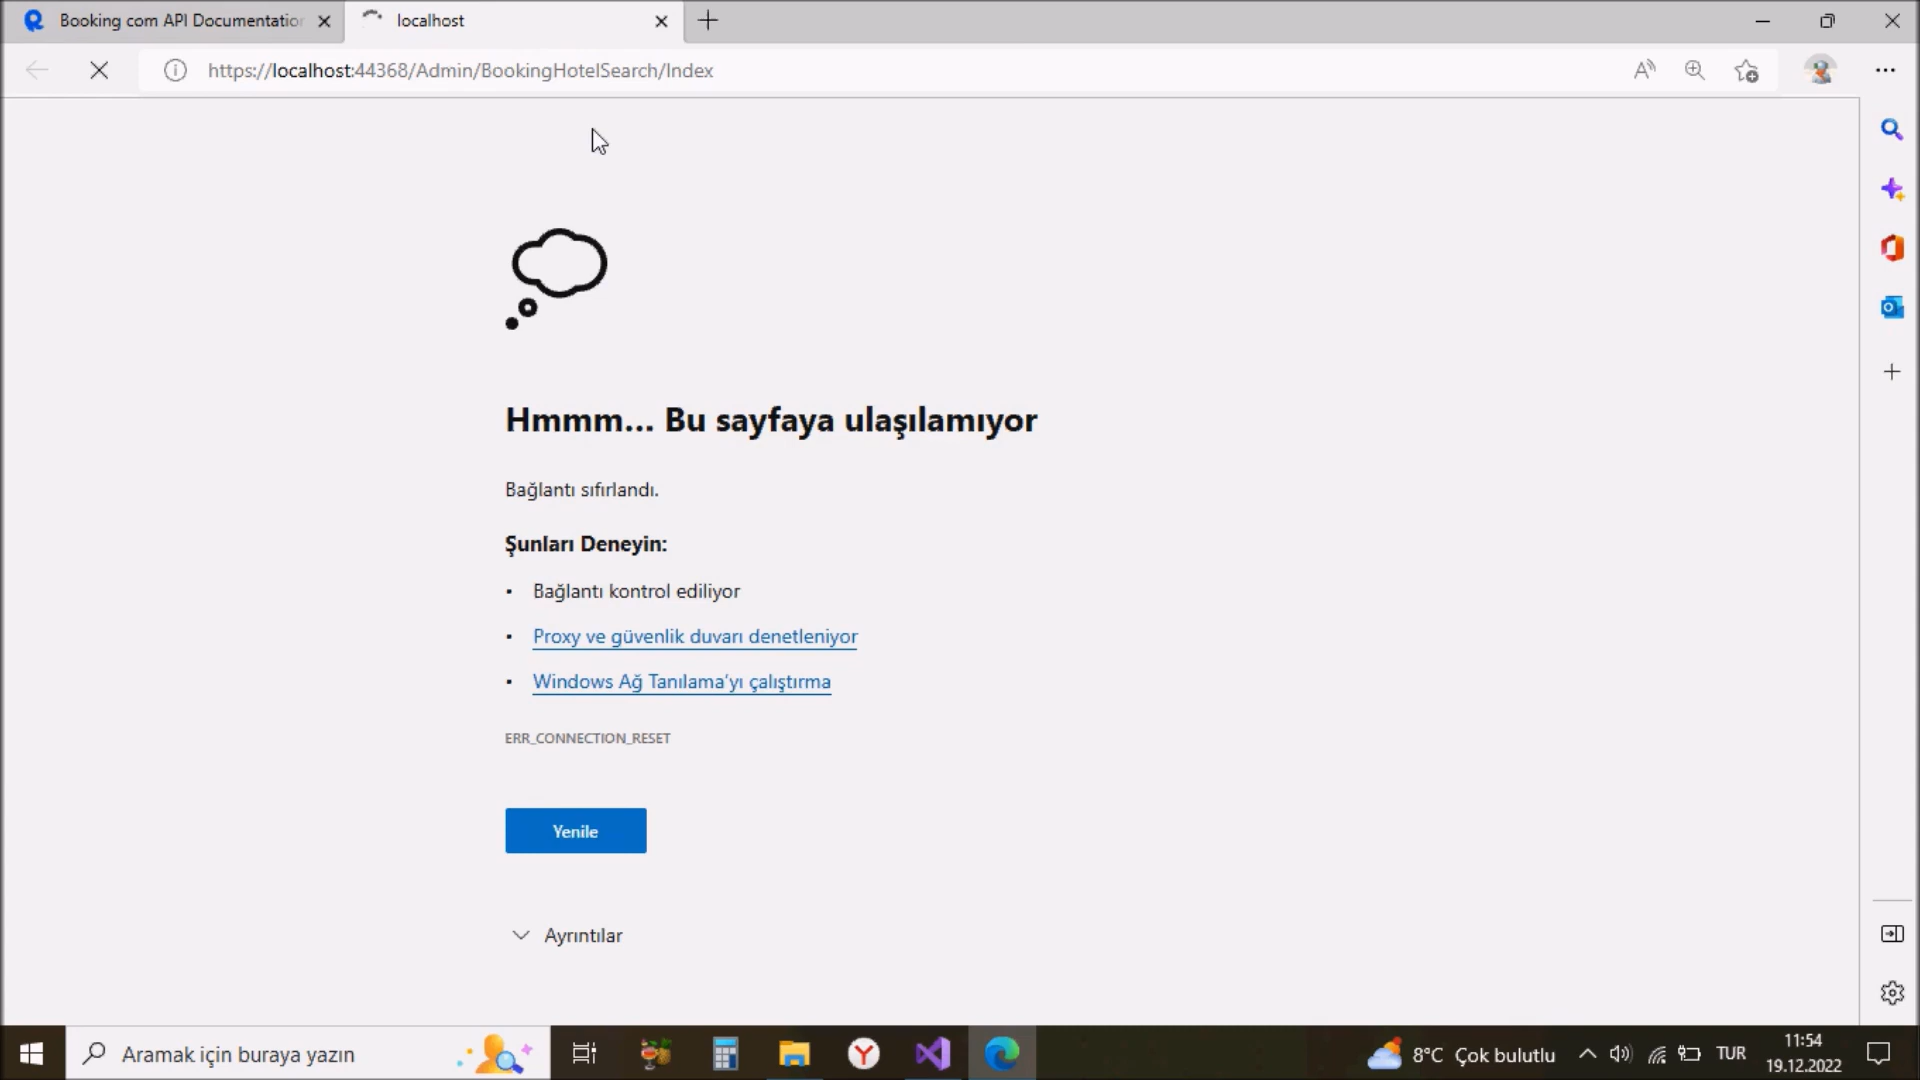 Booking com API Documentation
localhost
https://localhost:44368/Admin/BookingHotelSearch/Index
Hmmm... Bu sayfaya ulaşılamıyor
Bağlantı sıfırlandı.
Şunları Deneyin:
• Bağlantı kontrol ediliyor
• Proxy ve güvenlik duvarı denetleniyor
• Windows Ağ Tanılama'yı çalıştırma
ERR_CONNECTION_RESET
Yenile
Ayrıntılar
Aramak için buraya yazın
8°C Çok bulutlu
TUR
11:54
19.12.2022